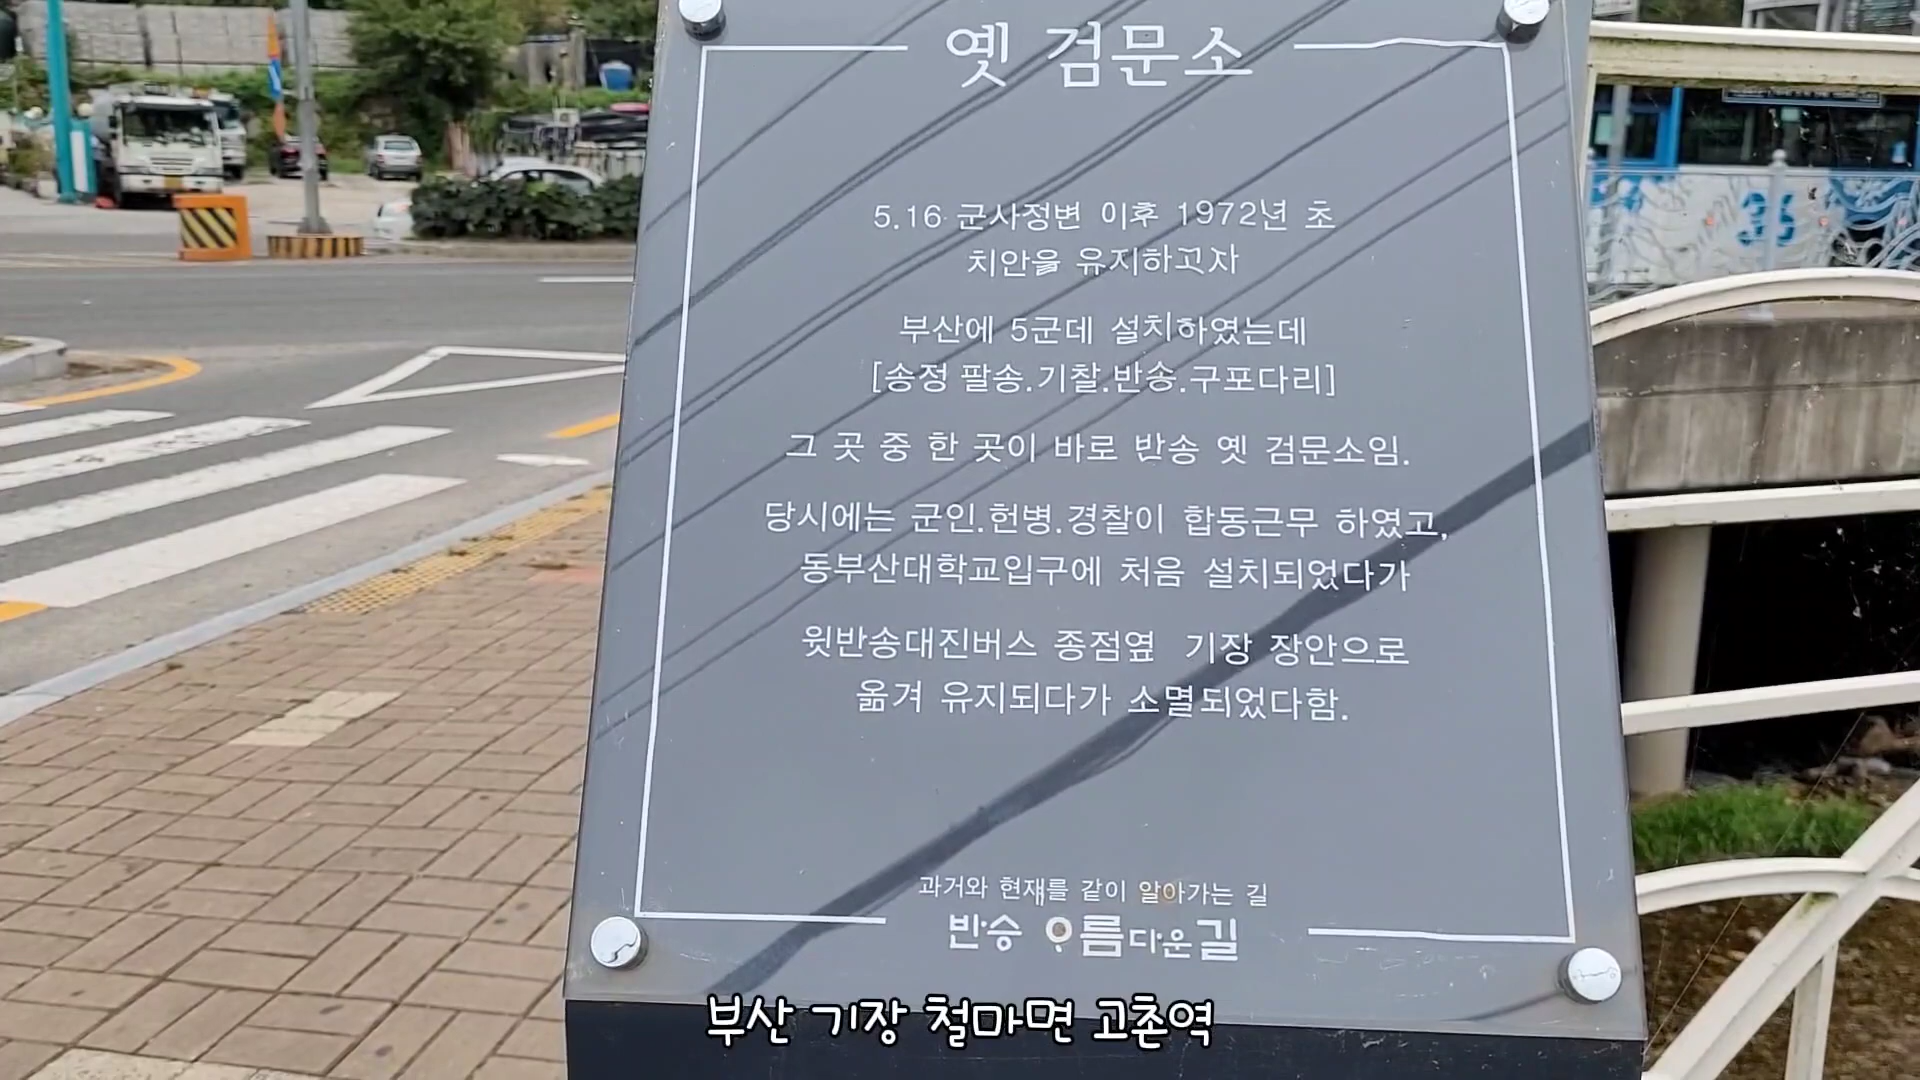 옛 검문소
5.16 군사정변 이후 1972년 초
치안을 유지하고자
부산에 5군데 설치하였는데
[송정 팔송.기찰.반송.구포다리]
그 곳 중 한 곳이 바로 반송 옛 검문소임.
당시에는 군인.헌병.경찰이 합동근무 하였고,
동부산대학교입구에 처음 설치되었다가
윗반송대진버스 종점옆 기장 장안으로
옮겨 유지되다가 소멸되었다함.
과거와 현재를 같이 알아가는 길
반송 ᄋᆞ름다운길
부산 기장 철마면 고촌역